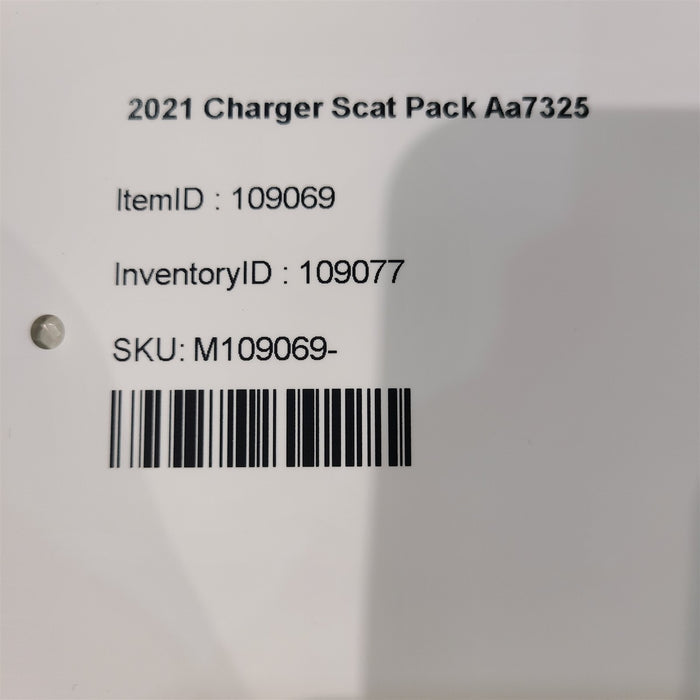 2021 Charger Scat Pack Aa7325
ItemID : 109069
InventoryID : 109077
SKU: M109069-